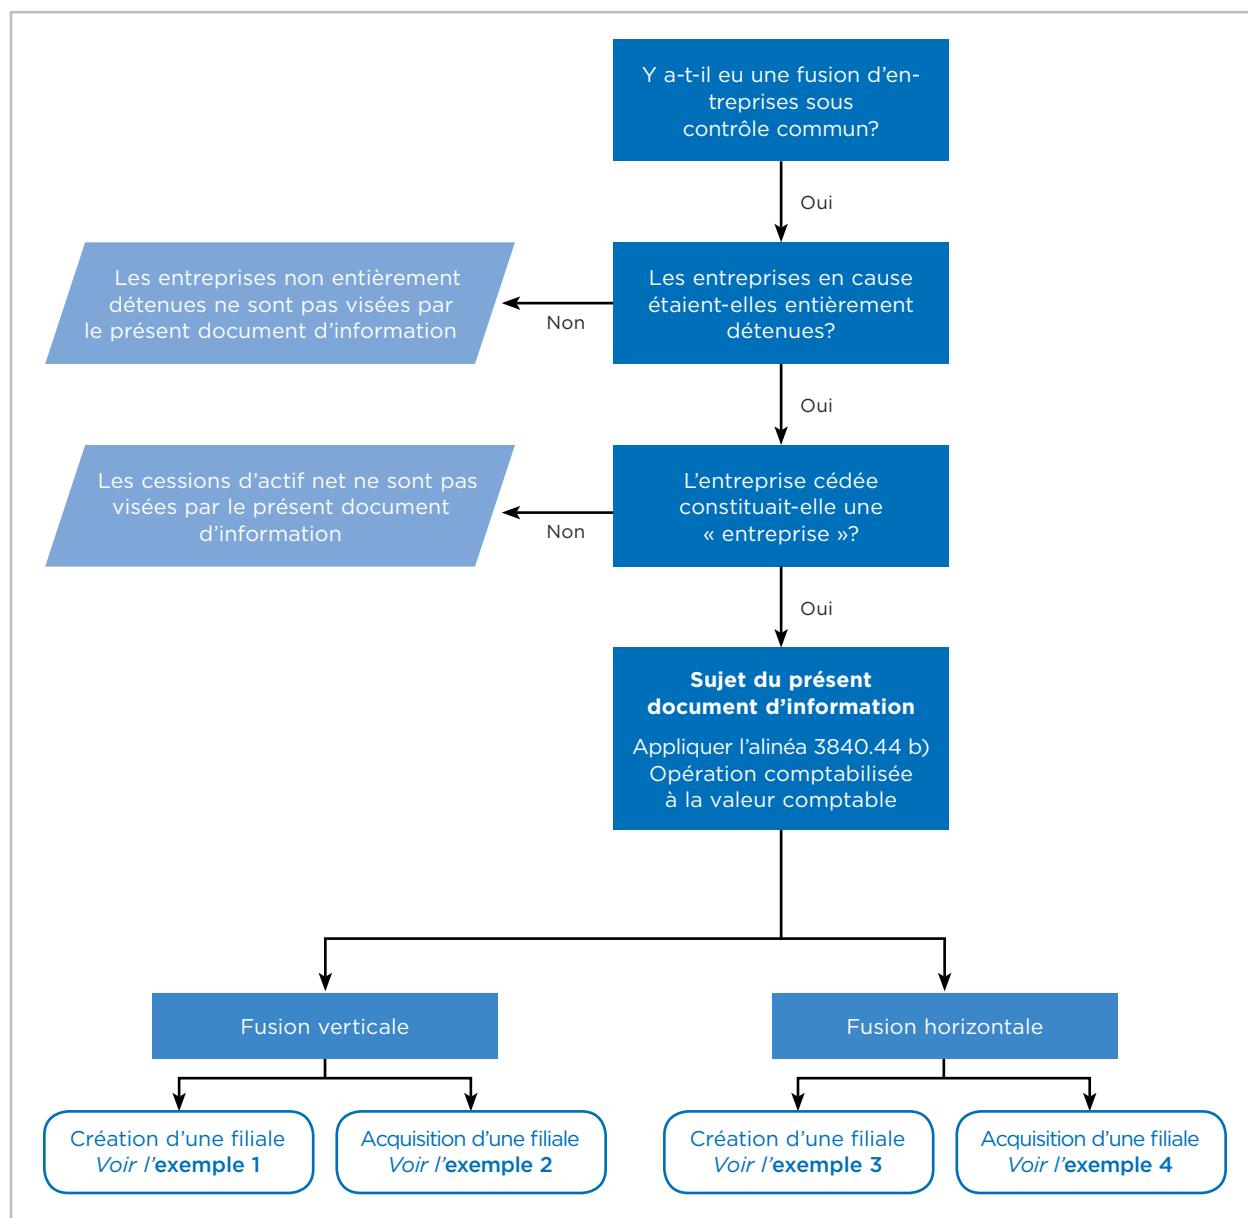 Y a-t-il eu une fusion d’en-
treprises sous
contrôle commun?
Oui
Les entreprises non entièrement
détenues ne sont pas visées par
le présent document d’information
Non
Les entreprises en cause
étaient-elles entièrement
détenues?
Oui
Les cessions d’actif net ne sont pas
visées par le présent document
d’information
Non
L’entreprise cédée
constituait-elle une
« entreprise »?
Oui
Sujet du présent
document d’information
Appliquer l’alinéa 3840.44 b)
Opération comptabilisée
à la valeur comptable
Fusion verticale
Fusion horizontale
Création d’une filiale
Voir l’exemple 1
Acquisition d’une filiale
Voir l’exemple 2
Création d’une filiale
Voir l’exemple 3
Acquisition d’une filiale
Voir l’exemple 4